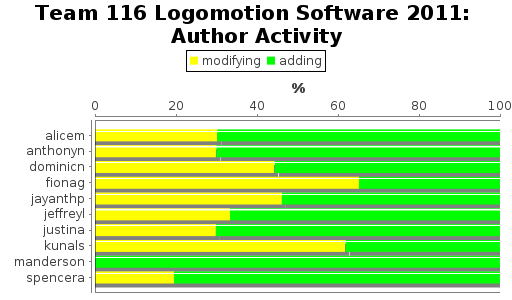 Team 116 Logomotion Software 2011:
Author Activity
modifying adding
%
0 20 40 60 80 100
alicem
anthonyn
dominicn
fionag
jayanthp
jeffreyl
justina
kunals
manderson
spencera